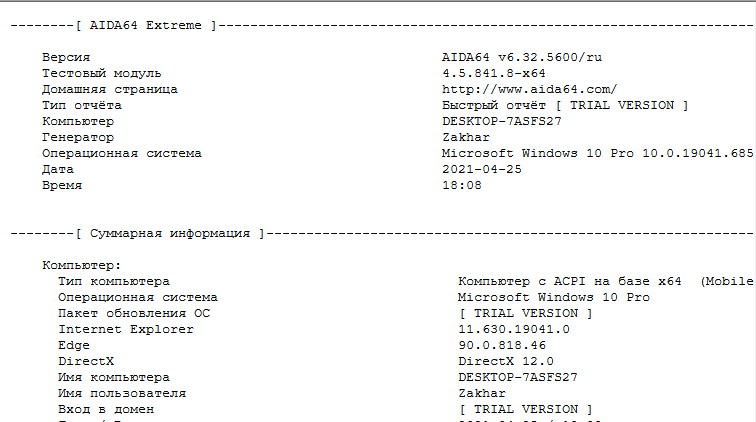 --------[ AIDA64 Extreme ]-------------------------------------------------------------------
Версия AIDA64 v6.32.5600/ru
Тестовый модуль 4.5.841.8-x64
Домашняя страница http://www.aida64.com/
Тип отчёта Быстрый отчёт [ TRIAL VERSION ]
Компьютер DESKTOP-7ASFS27
Генератор Zakhar
Операционная система Microsoft Windows 10 Pro 10.0.19041.685
Дата 2021-04-25
Время 18:08
--------[ Суммарная информация ]-------------------------------------------------------------
Компьютер:
Тип компьютера Компьютер с ACPI на базе x64 (Mobile
Операционная система Microsoft Windows 10 Pro
Пакет обновления ОС [ TRIAL VERSION ]
Internet Explorer 11.630.19041.0
Edge 90.0.818.46
DirectX DirectX 12.0
Имя компьютера DESKTOP-7ASFS27
Имя пользователя Zakhar
Вход в домен [ TRIAL VERSION ]